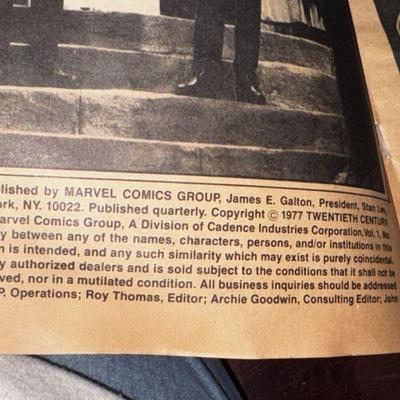 blished by MARVEL COMICS GROUP, James E. Galton, President, Stan Lee,
ork, NY. 10022. Published quarterly. Copyright © 1977 TWENTIETH CENTURY-
arvel Comics Group, A Division of Cadence Industries Corporation. Vol. 1, No.
y between any of the names, characters, persons, and/or institutions in this
n is intended, and any such similarity which may exist is purely coincidental.
y authorized dealers and is sold subject to the conditions that it shall not be
ved, nor in a mutilated condition. All business inquiries should be addressed
P. Operations; Roy Thomas, Editor; Archie Goodwin, Consulting Editor; John